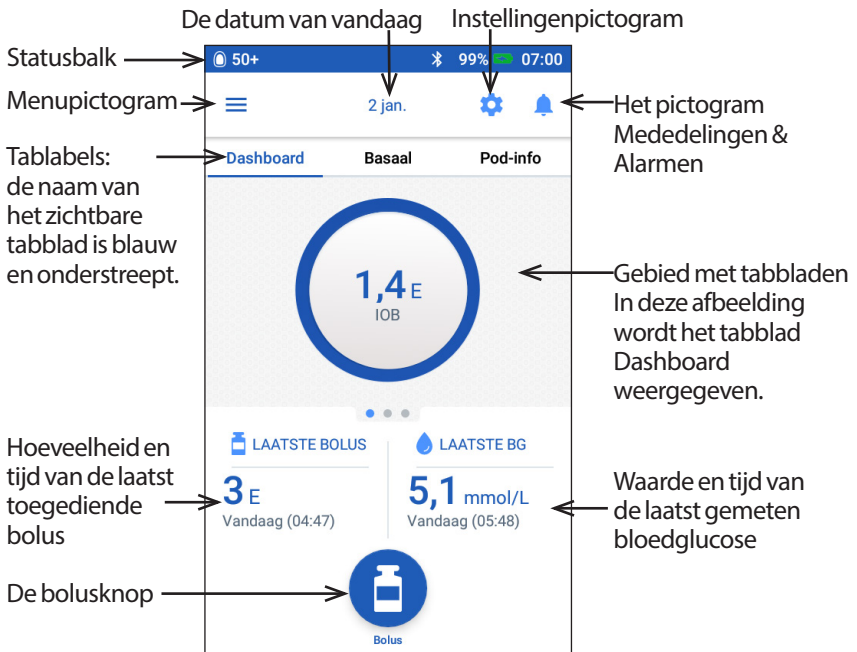 De datum van vandaag
Instellingenpictogram
Statusbalk
50+
99%
07:00
Menupictogram
2 jan.
Het pictogram
Mededelingen &
Alarmen
Tablabels:
de naam van
het zichtbare
tabblad is blauw
en onderstreept.
Dashboard
Basaal
Pod-info
1,4 E
IOB
Gebied met tabbladen
In deze afbeelding
wordt het tabblad
Dashboard
weergegeven.
Hoeveelheid en
tijd van de laatst
toegediende
bolus
LAATSTE BOLUS
3 E
Vandaag (04:47)
LAATSTE BG
5,1 mmol/L
Vandaag (05:48)
Waarde en tijd van
de laatst gemeten
bloedglucose
De bolusknop
Bolus